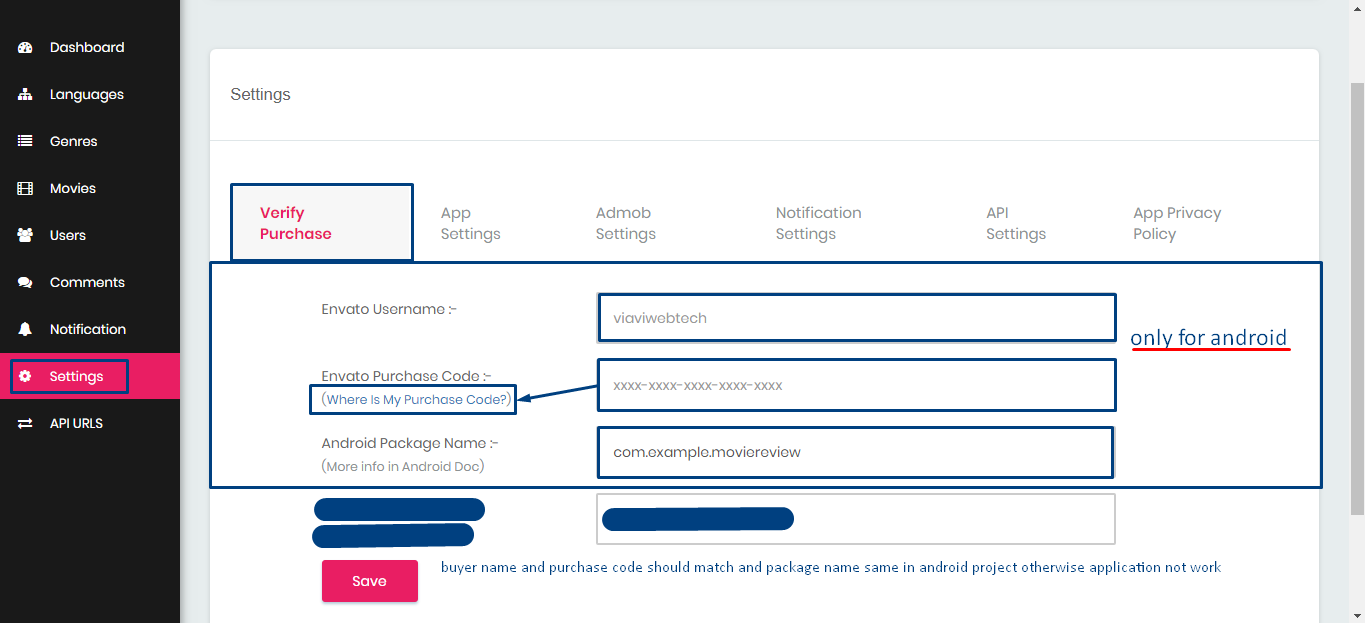 Dashboard
Languages
Genres
Movies
Users
Comments
Notification
Settings
API URLS
Settings
Verify
Purchase
App
Settings
Admob
Settings
Notification
Settings
API
Settings
App Privacy
Policy
Envato Username :-
viaviwebtech
only for android
Envato Purchase Code :-
(Where Is My Purchase Code?)
xxxx-xxxx-xxxx-xxxx-xxxx
Android Package Name :-
(More info in Android Doc)
com.example.moviereview
Save
buyer name and purchase code should match and package name same in android project otherwise application not work